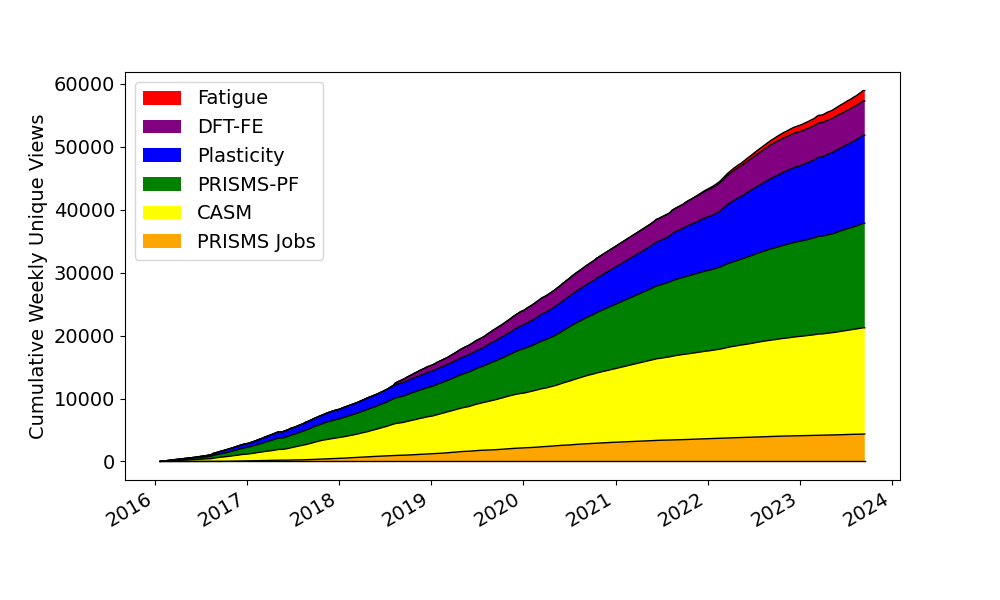 Cumulative Weekly Unique Views
60000
50000
40000
30000
20000
10000
0
Fatigue
DFT-FE
Plasticity
PRISMS-PF
CASM
PRISMS Jobs
2016
2017
2018
2019
2020
2021
2022
2023
2024